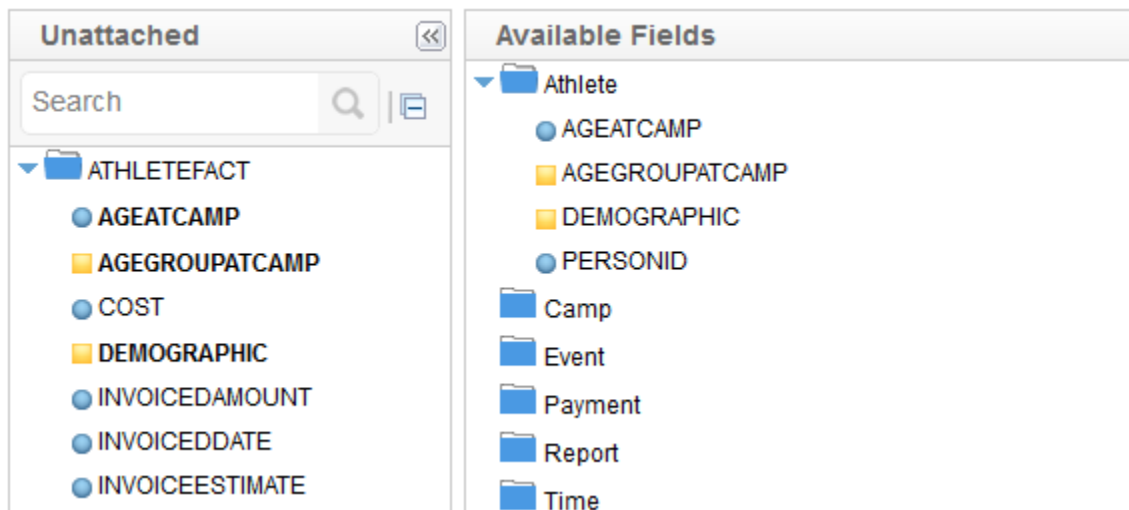 Unattached
Search
ATHLETEFACT
AGEATCAMP
AGEGROUPATCAMP
COST
DEMOGRAPHIC
INVOICEDAMOUNT
INVOICEDDATE
INVOICEESTIMATE
Available Fields
Athlete
AGEATCAMP
AGEGROUPATCAMP
DEMOGRAPHIC
PERSONID
Camp
Event
Payment
Report
Time